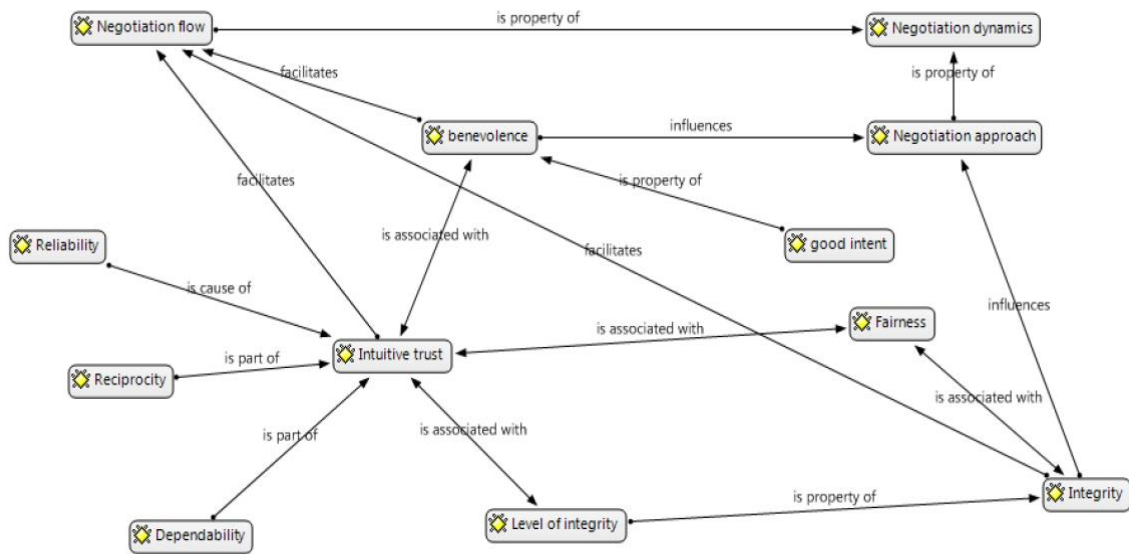 is property of
Negotiation flow
Negotiation dynamics
facilitates
is property of
benevolence
influences
Negotiation approach
facilitates
is property of
is associated with
Reliability
good intent
facilitates
is cause of
influences
Fairness
is associated with
Intuitive trust
is part of
Reciprocity
is associated with
is part of
is associated with
Integrity
is property of
Level of integrity
Dependability